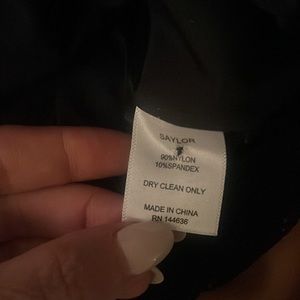 SAYLOR
90%NYLON
10%SPANDEX
DRY CLEAN ONLY
MADE IN CHINA
RN 144636